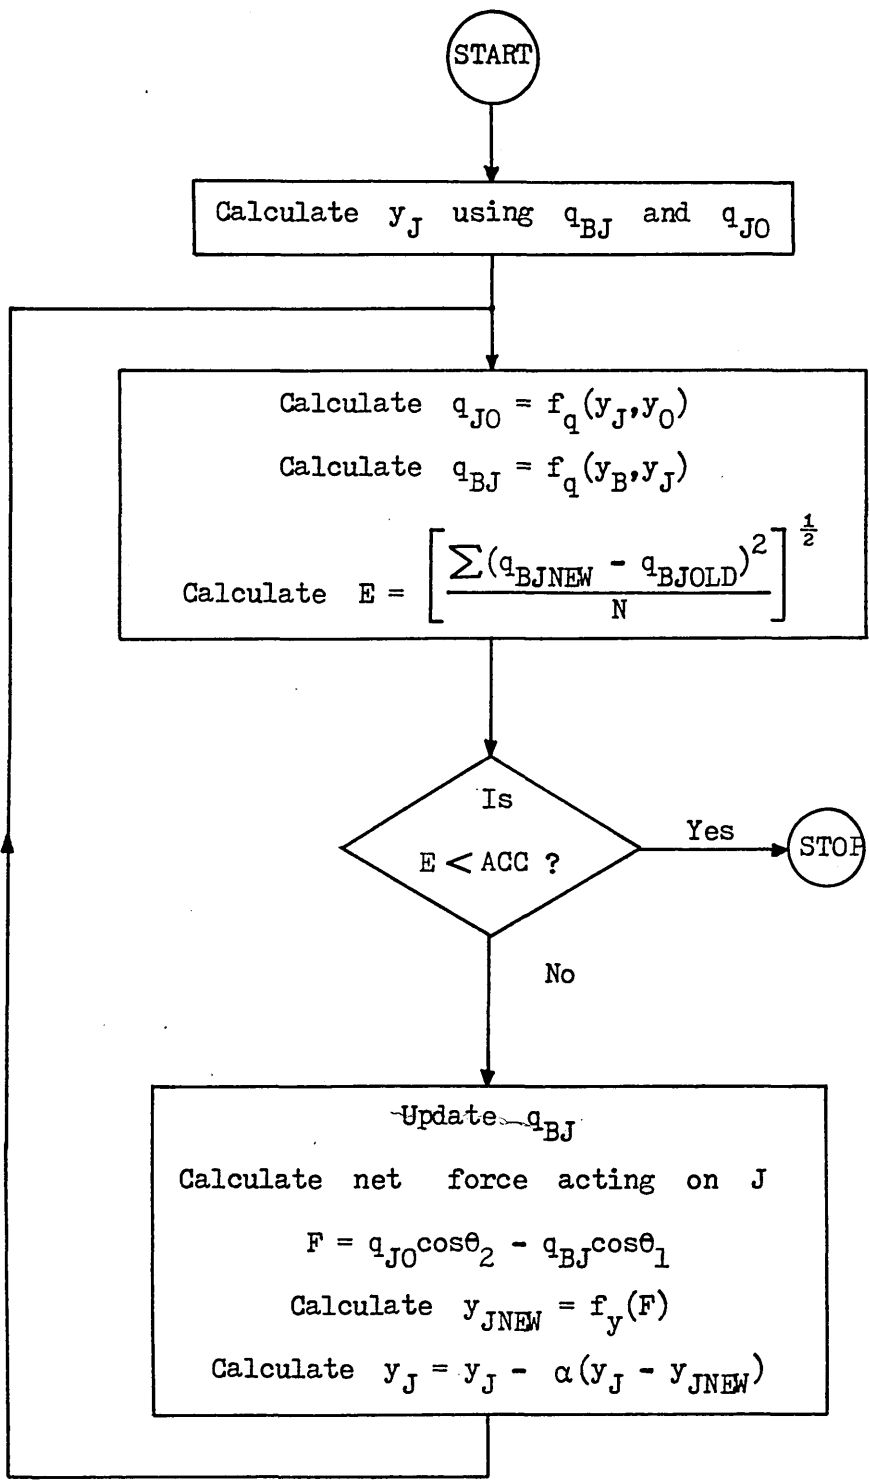 START
Calculate y_J using q_BJ and q_JO
Calculate q_JO = f_q(y_J,y_O)
Calculate q_BJ = f_q(y_B,y_J)
Calculate E = [∑(q_BJNEW - q_BJOLD)^2 / N]^½
Is
E < ACC ?
Yes
STOP
No
Update q_BJ
Calculate net force acting on J
F = q_JO cosθ_2 - q_BJ cosθ_1
Calculate y_JNEW = f_y(F)
Calculate y_J = y_J - α(y_J - y_JNEW)